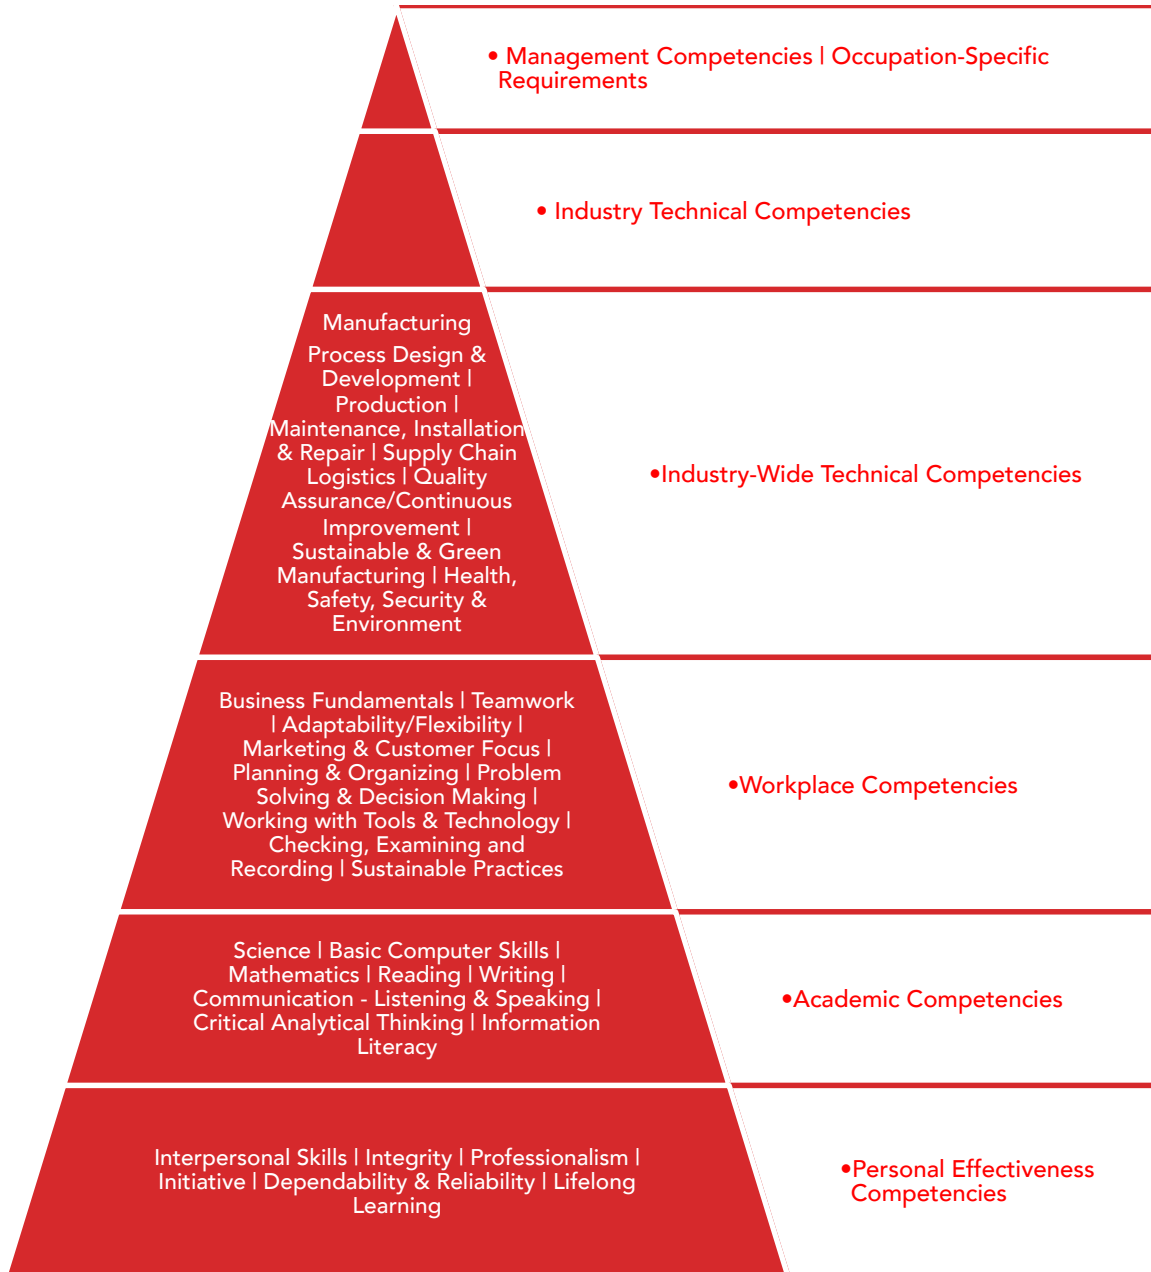 • Management Competencies | Occupation-Specific
Requirements
• Industry Technical Competencies
Manufacturing
Process Design &
Development |
Production |
Maintenance, Installation
& Repair | Supply Chain
Logistics | Quality
Assurance/Continuous
Improvement |
Sustainable & Green
Manufacturing | Health,
Safety, Security &
Environment
•Industry-Wide Technical Competencies
Business Fundamentals | Teamwork
| Adaptability/Flexibility |
Marketing & Customer Focus |
Planning & Organizing | Problem
Solving & Decision Making |
Working with Tools & Technology |
Checking, Examining and
Recording | Sustainable Practices
•Workplace Competencies
Science | Basic Computer Skills |
Mathematics | Reading | Writing |
Communication - Listening & Speaking |
Critical Analytical Thinking | Information
Literacy
•Academic Competencies
Interpersonal Skills | Integrity | Professionalism |
Initiative | Dependability & Reliability | Lifelong
Learning
•Personal Effectiveness
Competencies